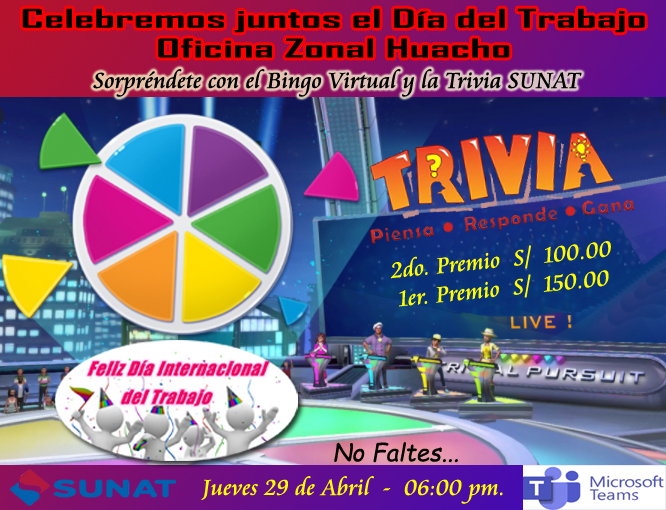 Celebremos juntos el Día del Trabajo
Oficina Zonal Huacho
Sorpréndete con el Bingo Virtual y la Trivia SUNAT
TRIVIA
Piensa • Responde • Gana
2do. Premio S/ 100.00
1er. Premio S/ 150.00
LIVE !
PURSUIT
Feliz Día Internacional
del Trabajo
No Faltes...
SUNAT
Jueves 29 de Abril - 06:00 pm.
Microsoft
Teams